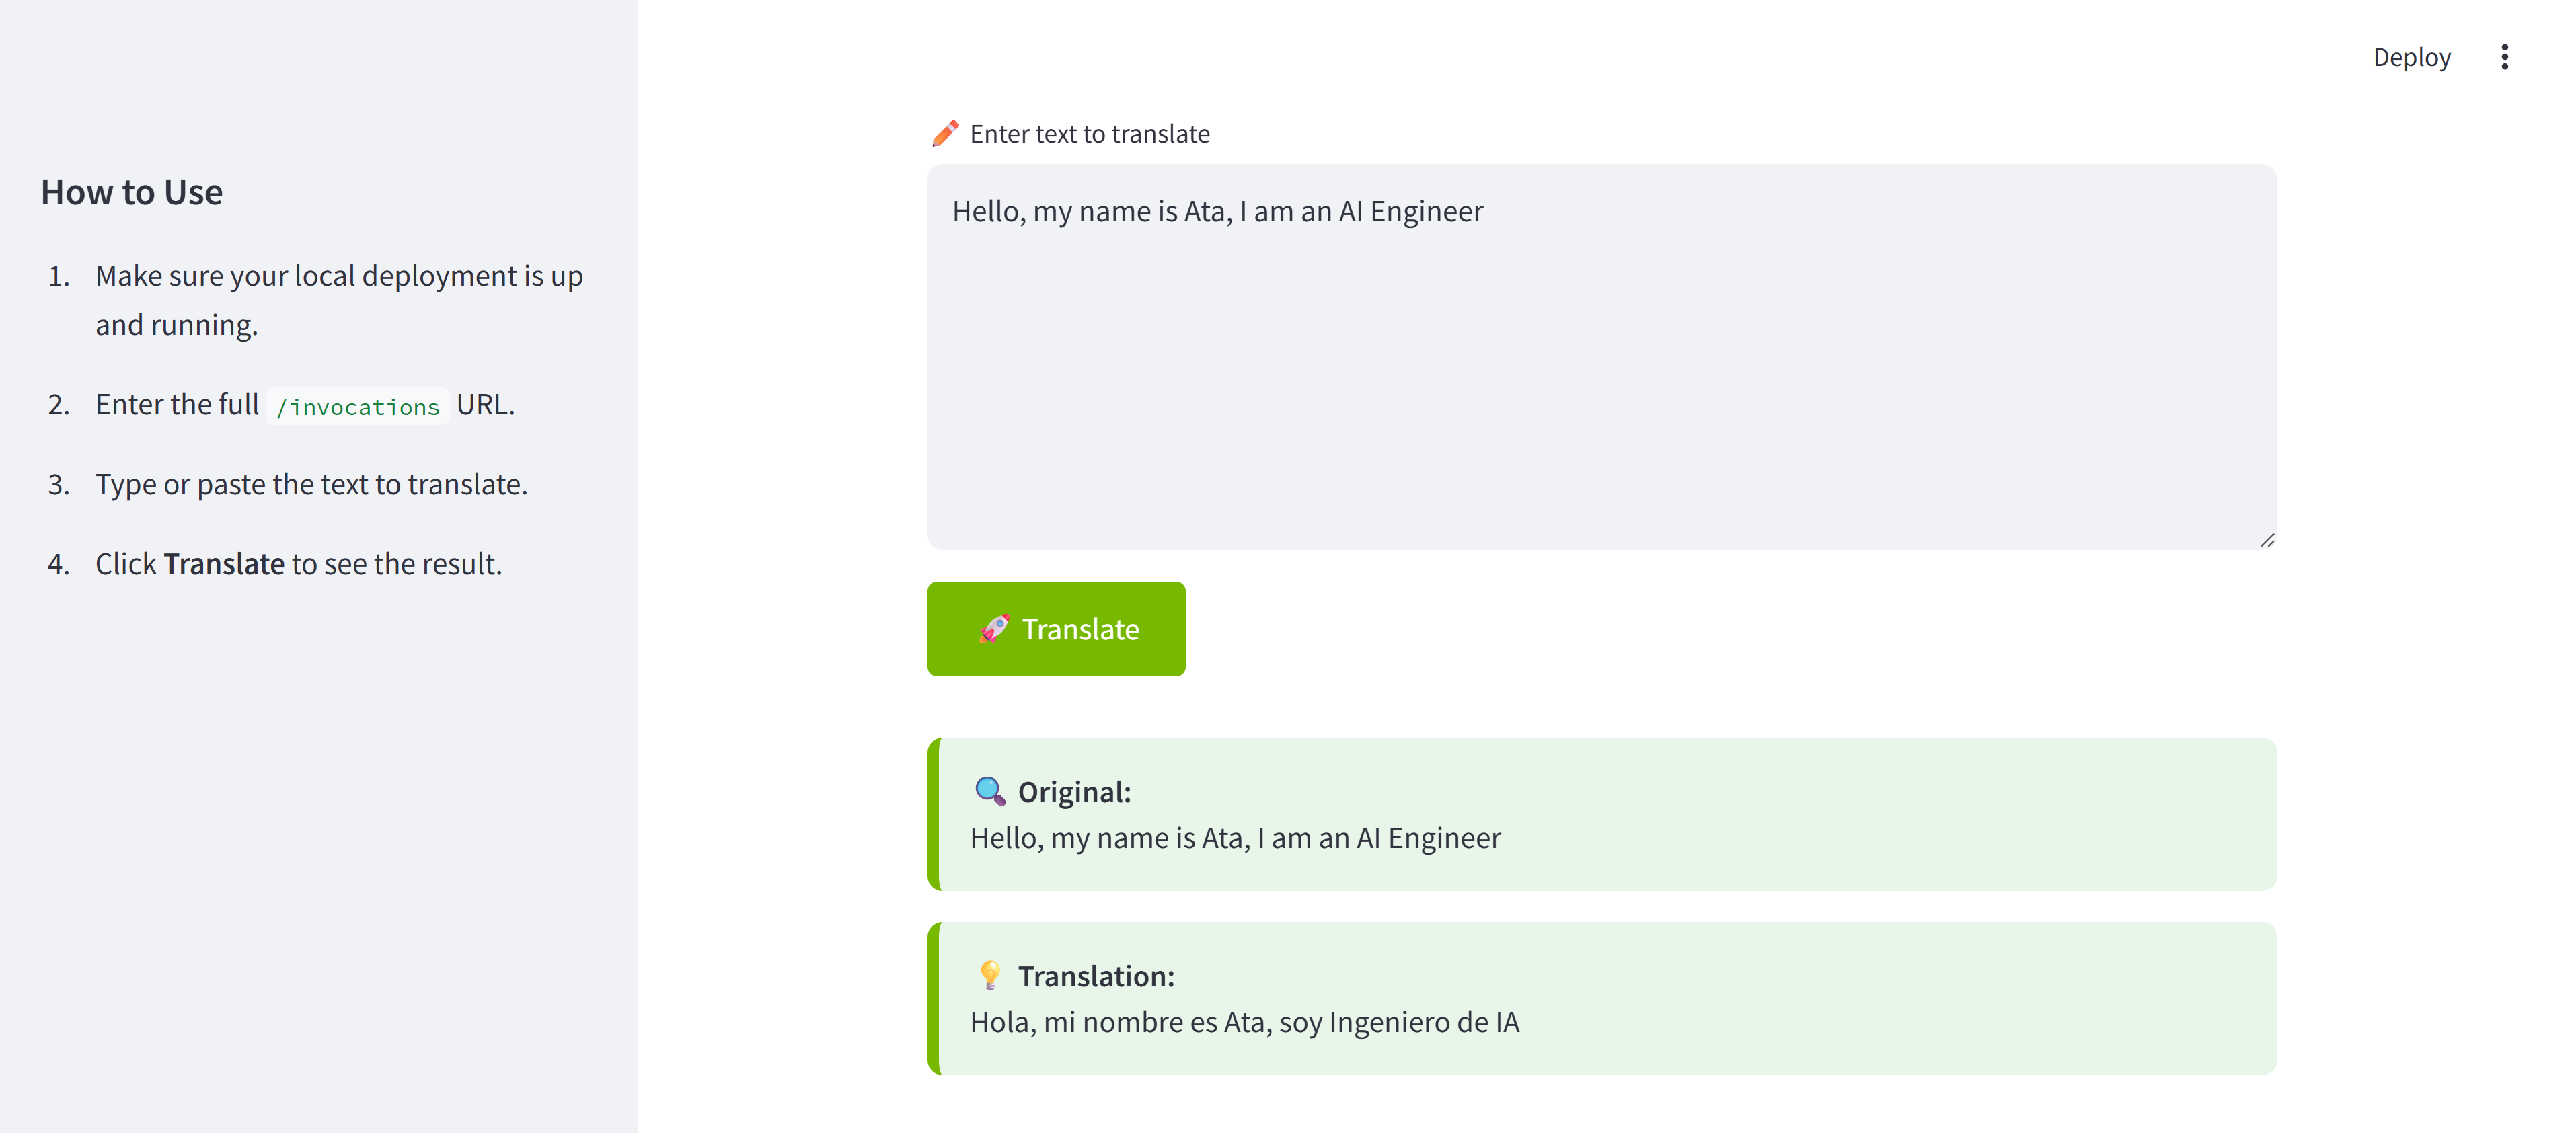 Deploy
How to Use
1. Make sure your local deployment is up
and running.
2. Enter the full /invocations URL.
3. Type or paste the text to translate.
4. Click Translate to see the result.
✏️ Enter text to translate
Hello, my name is Ata, I am an AI Engineer
🚀 Translate
🔍 Original:
Hello, my name is Ata, I am an AI Engineer
💡 Translation:
Hola, mi nombre es Ata, soy Ingeniero de IA